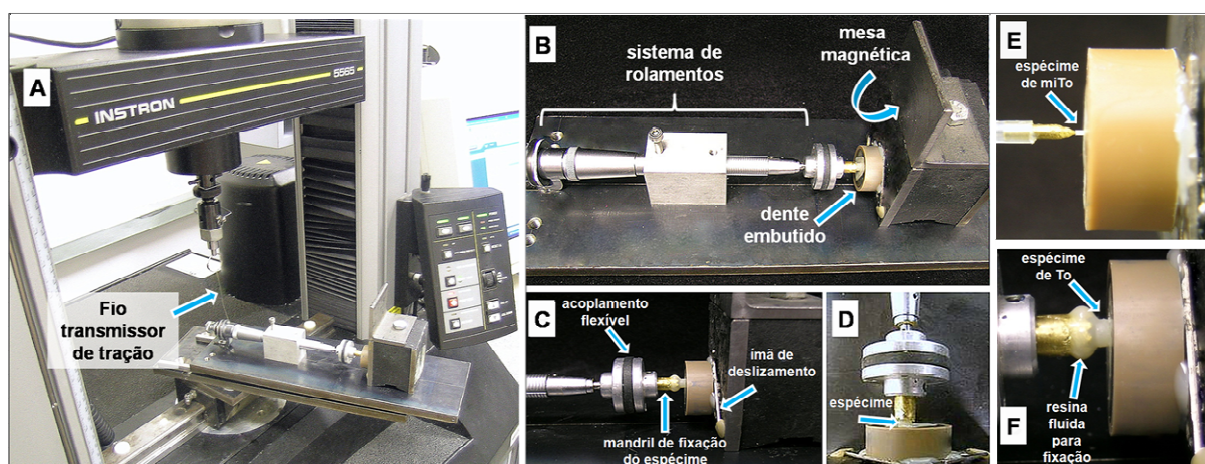 A
INSTRON
5565
Fio
transmissor
de tração
B
sistema de
rolamentos
mesa
magnética
dente
embutido
C
acoplamento
flexível
ímã de
deslizamento
mandril de fixação
do espécime
D
espécime
E
espécime
de miTo
espécime
de To
F
resina
fluida
para
fixação